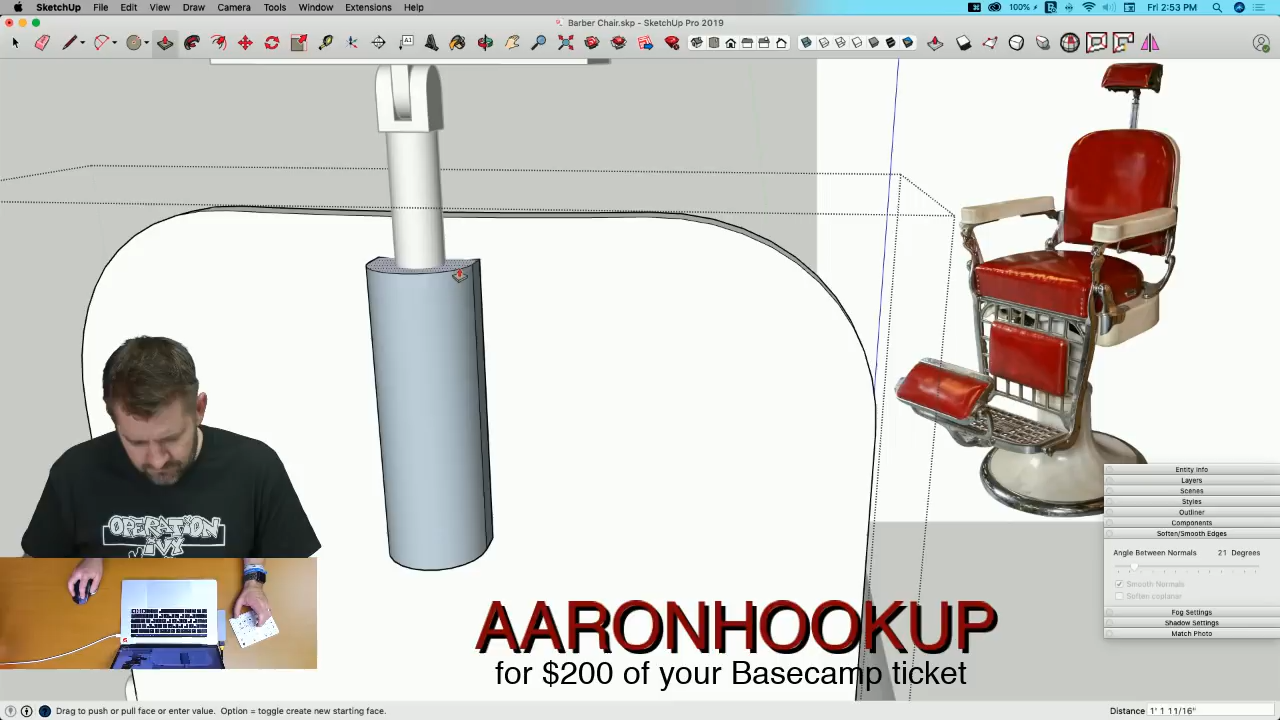 SketchUp File Edit View Draw Camera Tools Window Extensions Help
100% Fri 2:53 PM
Barber Chair.skp - SketchUp Pro 2019
Entity Info
Layers
Scenes
Styles
Outliner
Components
Soften/Smooth Edges
Angle Between Normals 21 Degrees
Smooth Normals
Soften coplanar
Fog Settings
Shadow Settings
Match Photo
OPERATION
IVY
AARONHOOKUP
for $200 of your Basecamp ticket
Drag to push or pull face or enter value. Option = toggle create new starting face.
Distance 1' 1 11/16"